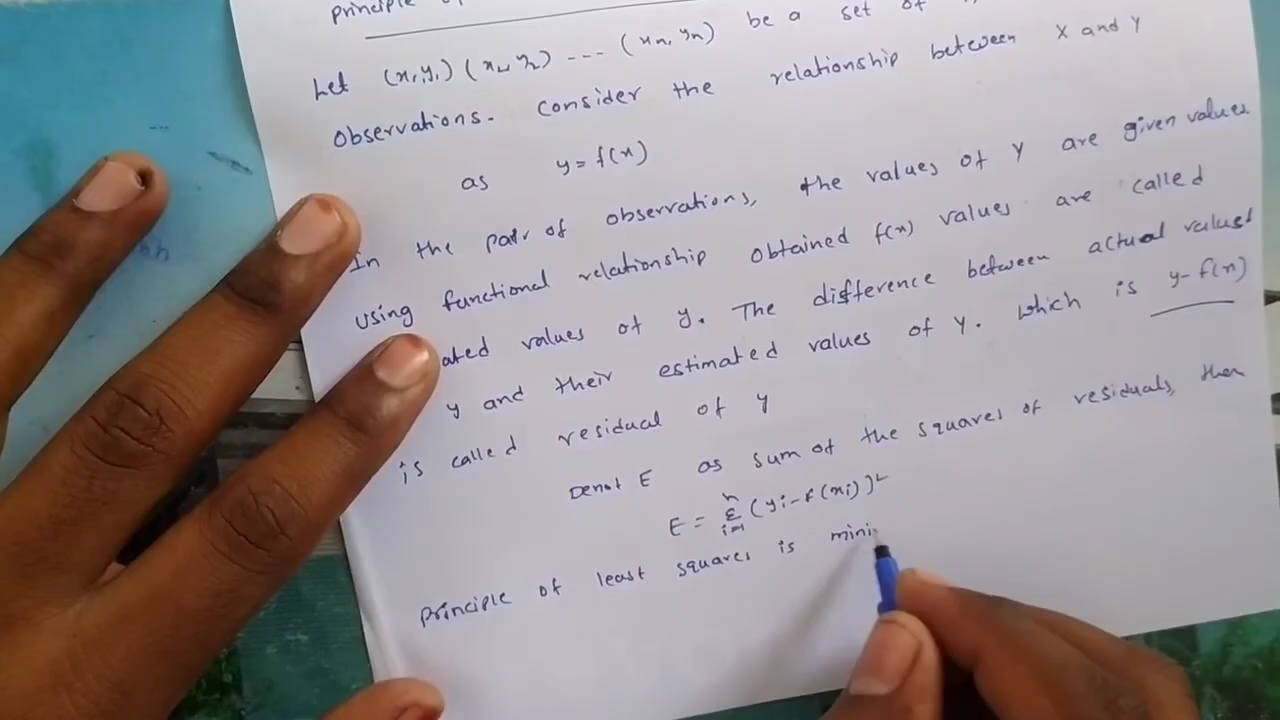 principle
Let (x1,y1) (x2, y2) --- (xn, yn) be a set of
observations. Consider the relationship between X and Y
as y = f(x)
In the pair of observations, the values of Y are given values
using functional relationship obtained f(x) values are called
ated values of y. The difference between actual values
y and their estimated values of Y. which is y-f(x)
is called residual of y
Denot E as sum of the squares of residuals, then
E = Σ i=1 n (yi - f(xi))²
principle of least squares is mini